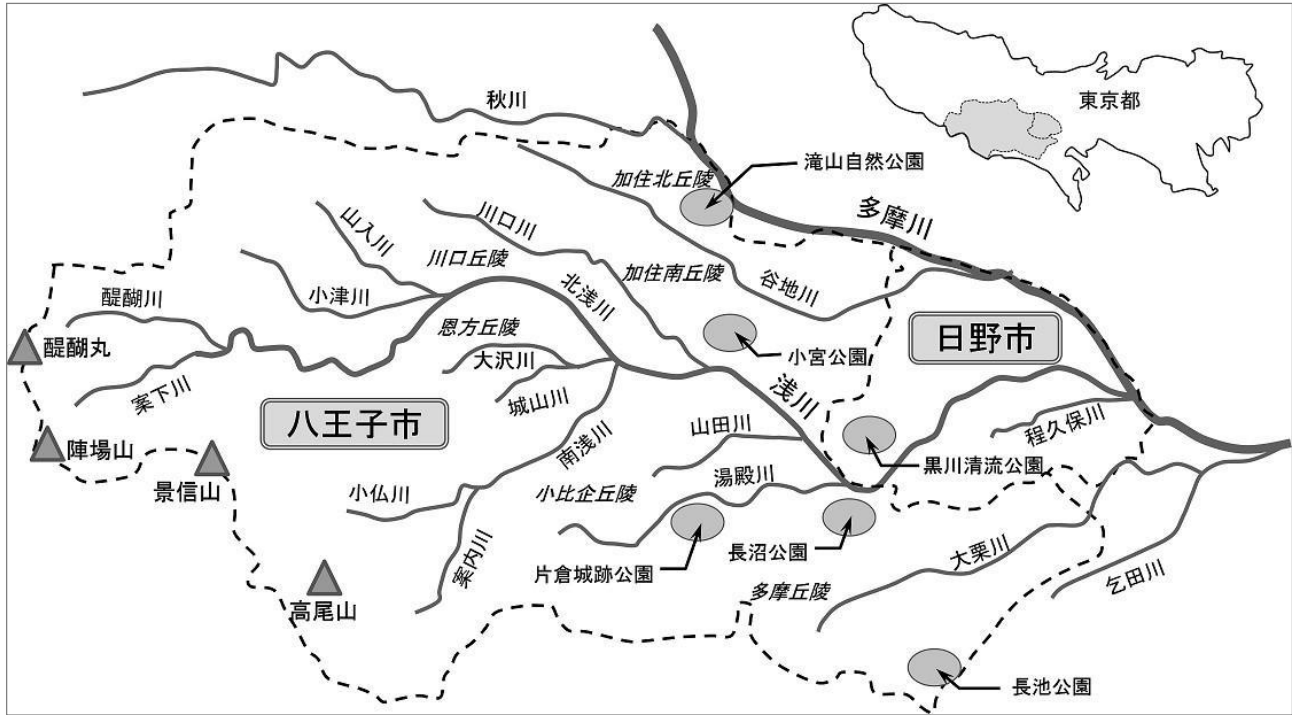 秋川
東京都
滝山自然公園
加住北丘陵
多摩川
山入川
川口川
川口丘陵
加住南丘陵
北浅川
谷地川
醍醐川
小津川
恩方丘陵
日野市
醍醐丸
大沢川
小宮公園
案下川
城山川
浅川
八王子市
山田川
程久保川
陣場山
南浅川
黒川清流公園
景信山
湯殿川
小仏川
小比企丘陵
案内川
長沼公園
大栗川
片倉城跡公園
乞田川
多摩丘陵
高尾山
長池公園